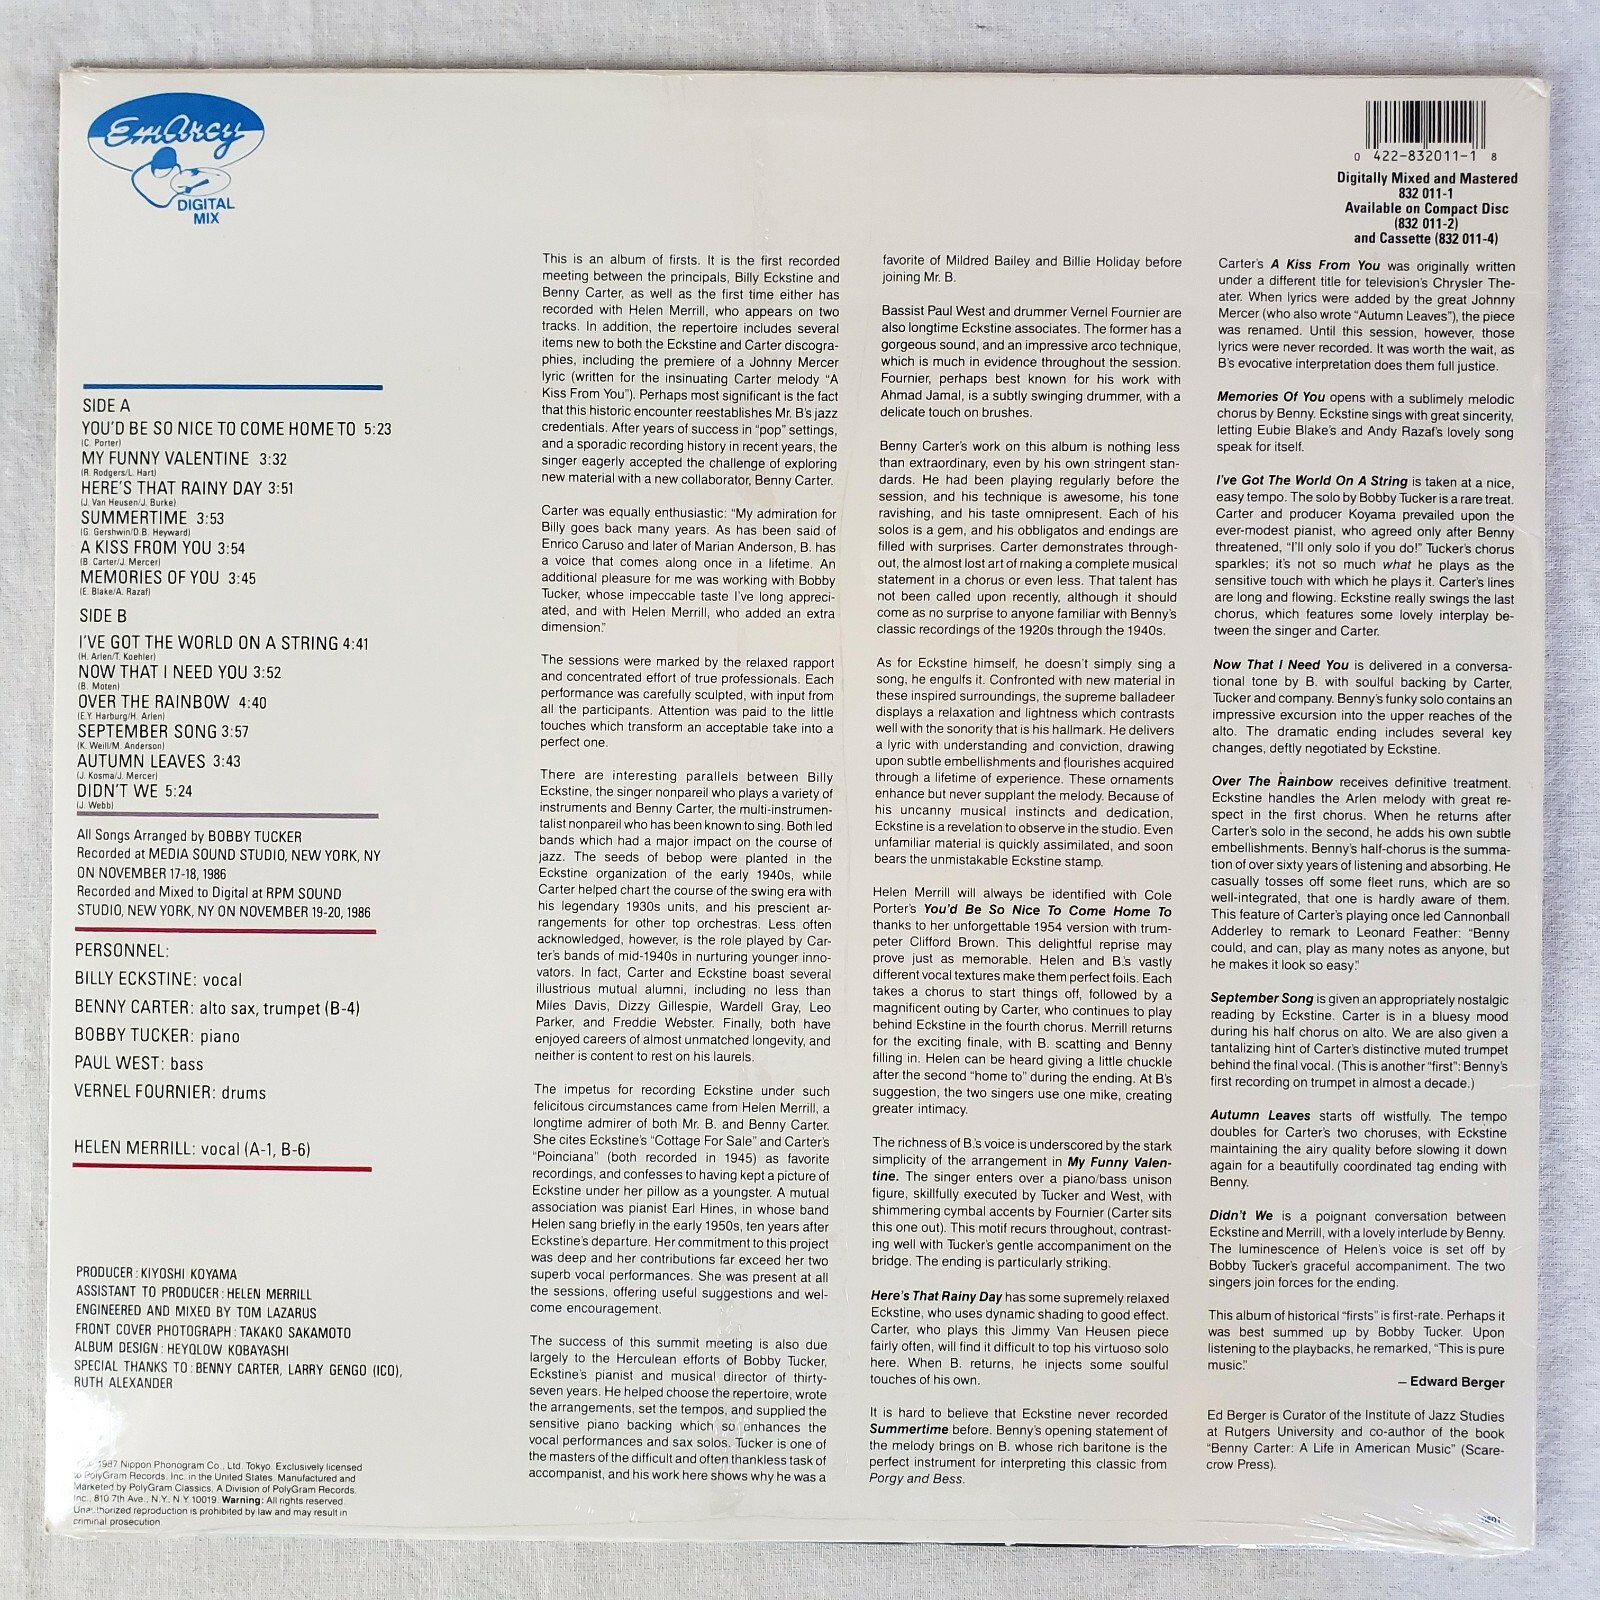 EmArcy
DIGITAL
MIX
0 422-832011-1 8
Digitally Mixed and Mastered
832 011-1
Available on Compact Disc
(832 011-2)
and Cassette (832 011-4)
SIDE A
YOU'D BE SO NICE TO COME HOME TO 5:23
(C. Porter)
MY FUNNY VALENTINE 3:32
(R. Rodgers/L. Hart)
HERE'S THAT RAINY DAY 3:51
(J. Van Heusen/J. Burke)
SUMMERTIME 3:53
(G. Gershwin/D.B. Heyward)
A KISS FROM YOU 3:54
(B. Carter/J. Mercer)
MEMORIES OF YOU 3:45
(E. Blake/A. Razaf)
SIDE B
I'VE GOT THE WORLD ON A STRING 4:41
(H. Arlen/T. Koehler)
NOW THAT I NEED YOU 3:52
(B. Moten)
OVER THE RAINBOW 4:40
(E.Y. Harburg/H. Arlen)
SEPTEMBER SONG 3:57
(K. Weill/M. Anderson)
AUTUMN LEAVES 3:43
(J. Kosma/J. Mercer)
DIDN'T WE 5:24
(J. Webb)
All Songs Arranged by BOBBY TUCKER
Recorded at MEDIA SOUND STUDIO, NEW YORK, NY
ON NOVEMBER 17-18, 1986
Recorded and Mixed to Digital at RPM SOUND
STUDIO, NEW YORK, NY ON NOVEMBER 19-20, 1986
PERSONNEL:
BILLY ECKSTINE: vocal
BENNY CARTER: alto sax, trumpet (B-4)
BOBBY TUCKER: piano
PAUL WEST: bass
VERNEL FOURNIER: drums
HELEN MERRILL: vocal (A-1, B-6)
PRODUCER: KIYOSHI KOYAMA
ASSISTANT TO PRODUCER: HELEN MERRILL
ENGINEERED AND MIXED BY TOM LAZARUS
FRONT COVER PHOTOGRAPH: TAKAKO SAKAMOTO
ALBUM DESIGN: HEYQLOW KOBAYASHI
SPECIAL THANKS TO: BENNY CARTER, LARRY GENGO (ICO),
RUTH ALEXANDER
1987 Nippon Phonogram Co., Ltd. Tokyo. Exclusively licensed
to PolyGram Records, Inc. in the United States. Manufactured and
Marketed by PolyGram Classics, A Division of PolyGram Records,
Inc., 810 7th Ave., N.Y., N.Y. 10019. Warning: All rights reserved.
Unauthorized reproduction is prohibited by law and may result in
criminal prosecution.
This is an album of firsts. It is the first recorded
meeting between the principals, Billy Eckstine and
Benny Carter, as well as the first time either has
recorded with Helen Merrill, who appears on two
tracks. In addition, the repertoire includes several
items new to both the Eckstine and Carter discogra-
phies, including the premiere of a Johnny Mercer
lyric (written for the insinuating Carter melody "A
Kiss From You"). Perhaps most significant is the fact
that this historic encounter reestablishes Mr. B's jazz
credentials. After years of success in "pop" settings,
and a sporadic recording history in recent years, the
singer eagerly accepted the challenge of exploring
new material with a new collaborator, Benny Carter.
Carter was equally enthusiastic: "My admiration for
Billy goes back many years. As has been said of
Enrico Caruso and later of Marian Anderson, B. has
a voice that comes along once in a lifetime. An
additional pleasure for me was working with Bobby
Tucker, whose impeccable taste I've long appreci-
ated, and with Helen Merrill, who added an extra
dimension."
The sessions were marked by the relaxed rapport
and concentrated effort of true professionals. Each
performance was carefully sculpted, with input from
all the participants. Attention was paid to the little
touches which transform an acceptable take into a
perfect one.
There are interesting parallels between Billy
Eckstine, the singer nonpareil who plays a variety of
instruments and Benny Carter, the multi-instrumen-
talist nonpareil who has been known to sing. Both led
bands which had a major impact on the course of
jazz. The seeds of bebop were planted in the
Eckstine organization of the early 1940s, while
Carter helped chart the course of the swing era with
his legendary 1930s units, and his prescient ar-
rangements for other top orchestras. Less often
acknowledged, however, is the role played by Car-
ter's bands of mid-1940s in nurturing younger inno-
vators. In fact, Carter and Eckstine boast several
illustrious mutual alumni, including no less than
Miles Davis, Dizzy Gillespie, Wardell Gray, Leo
Parker, and Freddie Webster. Finally, both have
enjoyed careers of almost unmatched longevity, and
neither is content to rest on his laurels.
The impetus for recording Eckstine under such
felicitous circumstances came from Helen Merrill, a
longtime admirer of both Mr. B. and Benny Carter.
She cites Eckstine's "Cottage For Sale" and Carter's
"Poinciana" (both recorded in 1945) as favorite
recordings, and confesses to having kept a picture of
Eckstine under her pillow as a youngster. A mutual
association was pianist Earl Hines, in whose band
Helen sang briefly in the early 1950s, ten years after
Eckstine's departure. Her commitment to this project
was deep and her contributions far exceed her two
superb vocal performances. She was present at all
the sessions, offering useful suggestions and wel-
come encouragement.
The success of this summit meeting is also due
largely to the Herculean efforts of Bobby Tucker,
Eckstine's pianist and musical director of thirty-
seven years. He helped choose the repertoire, wrote
the arrangements, set the tempos, and supplied the
sensitive piano backing which so enhances the
vocal performances and sax solos. Tucker is one of
the masters of the difficult and often thankless task of
accompanist, and his work here shows why he was a
favorite of Mildred Bailey and Billie Holiday before
joining Mr. B.
Bassist Paul West and drummer Vernel Fournier are
also longtime Eckstine associates. The former has a
gorgeous sound, and an impressive arco technique,
which is much in evidence throughout the session.
Fournier, perhaps best known for his work with
Ahmad Jamal, is a subtly swinging drummer, with a
delicate touch on brushes.
Benny Carter's work on this album is nothing less
than extraordinary, even by his own stringent stan-
dards. He had been playing regularly before the
session, and his technique is awesome, his tone
ravishing, and his taste omnipresent. Each of his
solos is a gem, and his obbligatos and endings are
filled with surprises. Carter demonstrates through-
out, the almost lost art of making a complete musical
statement in a chorus or even less. That talent has
not been called upon recently, although it should
come as no surprise to anyone familiar with Benny's
classic recordings of the 1920s through the 1940s.
As for Eckstine himself, he doesn't simply sing a
song, he engulfs it. Confronted with new material in
these inspired surroundings, the supreme balladeer
displays a relaxation and lightness which contrasts
well with the sonority that is his hallmark. He delivers
a lyric with understanding and conviction, drawing
upon subtle embellishments and flourishes acquired
through a lifetime of experience. These ornaments
enhance but never supplant the melody. Because of
his uncanny musical instincts and dedication,
Eckstine is a revelation to observe in the studio. Even
unfamiliar material is quickly assimilated, and soon
bears the unmistakable Eckstine stamp.
Helen Merrill will always be identified with Cole
Porter's You'd Be So Nice To Come Home To
thanks to her unforgettable 1954 version with trum-
peter Clifford Brown. This delightful reprise may
prove just as memorable. Helen and B.'s vastly
different vocal textures make them perfect foils. Each
takes a chorus to start things off, followed by a
magnificent outing by Carter, who continues to play
behind Eckstine in the fourth chorus. Merrill returns
for the exciting finale, with B. scatting and Benny
filling in. Helen can be heard giving a little chuckle
after the second "home to" during the ending. At B's
suggestion, the two singers use one mike, creating
greater intimacy.
The richness of B.'s voice is underscored by the stark
simplicity of the arrangement in My Funny Valen-
tine. The singer enters over a piano/bass unison
figure, skillfully executed by Tucker and West, with
shimmering cymbal accents by Fournier (Carter sits
this one out). This motif recurs throughout, contrast-
ing well with Tucker's gentle accompaniment on the
bridge. The ending is particularly striking.
Here's That Rainy Day has some supremely relaxed
Eckstine, who uses dynamic shading to good effect.
Carter, who plays this Jimmy Van Heusen piece
fairly often, will find it difficult to top his virtuoso solo
here. When B. returns, he injects some soulful
touches of his own.
It is hard to believe that Eckstine never recorded
Summertime before. Benny's opening statement of
the melody brings on B. whose rich baritone is the
perfect instrument for interpreting this classic from
Porgy and Bess.
Carter's A Kiss From You was originally written
under a different title for television's Chrysler The-
ater. When lyrics were added by the great Johnny
Mercer (who also wrote "Autumn Leaves"), the piece
was renamed. Until this session, however, those
lyrics were never recorded. It was worth the wait, as
B's evocative interpretation does them full justice.
Memories Of You opens with a sublimely melodic
chorus by Benny. Eckstine sings with great sincerity,
letting Eubie Blake's and Andy Razaf's lovely song
speak for itself.
I've Got The World On A String is taken at a nice,
easy tempo. The solo by Bobby Tucker is a rare treat.
Carter and producer Koyama prevailed upon the
ever-modest pianist, who agreed only after Benny
threatened, "I'll only solo if you do!" Tucker's chorus
sparkles; it's not so much what he plays as the
sensitive touch with which he plays it. Carter's lines
are long and flowing. Eckstine really swings the last
chorus, which features some lovely interplay be-
tween the singer and Carter.
Now That I Need You is delivered in a conversa-
tional tone by B. with soulful backing by Carter,
Tucker and company. Benny's funky solo contains an
impressive excursion into the upper reaches of the
alto. The dramatic ending includes several key
changes, deftly negotiated by Eckstine.
Over The Rainbow receives definitive treatment.
Eckstine handles the Arlen melody with great re-
spect in the first chorus. When he returns after
Carter's solo in the second, he adds his own subtle
embellishments. Benny's half-chorus is the summa-
tion of over sixty years of listening and absorbing. He
casually tosses off some fleet runs, which are so
well-integrated, that one is hardly aware of them.
This feature of Carter's playing once led Cannonball
Adderley to remark to Leonard Feather: "Benny
could, and can, play as many notes as anyone, but
he makes it look so easy."
September Song is given an appropriately nostalgic
reading by Eckstine. Carter is in a bluesy mood
during his half chorus on alto. We are also given a
tantalizing hint of Carter's distinctive muted trumpet
behind the final vocal. (This is another "first": Benny's
first recording on trumpet in almost a decade.)
Autumn Leaves starts off wistfully. The tempo
doubles for Carter's two choruses, with Eckstine
maintaining the airy quality before slowing it down
again for a beautifully coordinated tag ending with
Benny.
Didn't We is a poignant conversation between
Eckstine and Merrill, with a lovely interlude by Benny.
The luminescence of Helen's voice is set off by
Bobby Tucker's graceful accompaniment. The two
singers join forces for the ending.
This album of historical "firsts" is first-rate. Perhaps it
was best summed up by Bobby Tucker. Upon
listening to the playbacks, he remarked, "This is pure
music."
– Edward Berger
Ed Berger is Curator of the Institute of Jazz Studies
at Rutgers University and co-author of the book
"Benny Carter: A Life in American Music" (Scare-
crow Press).